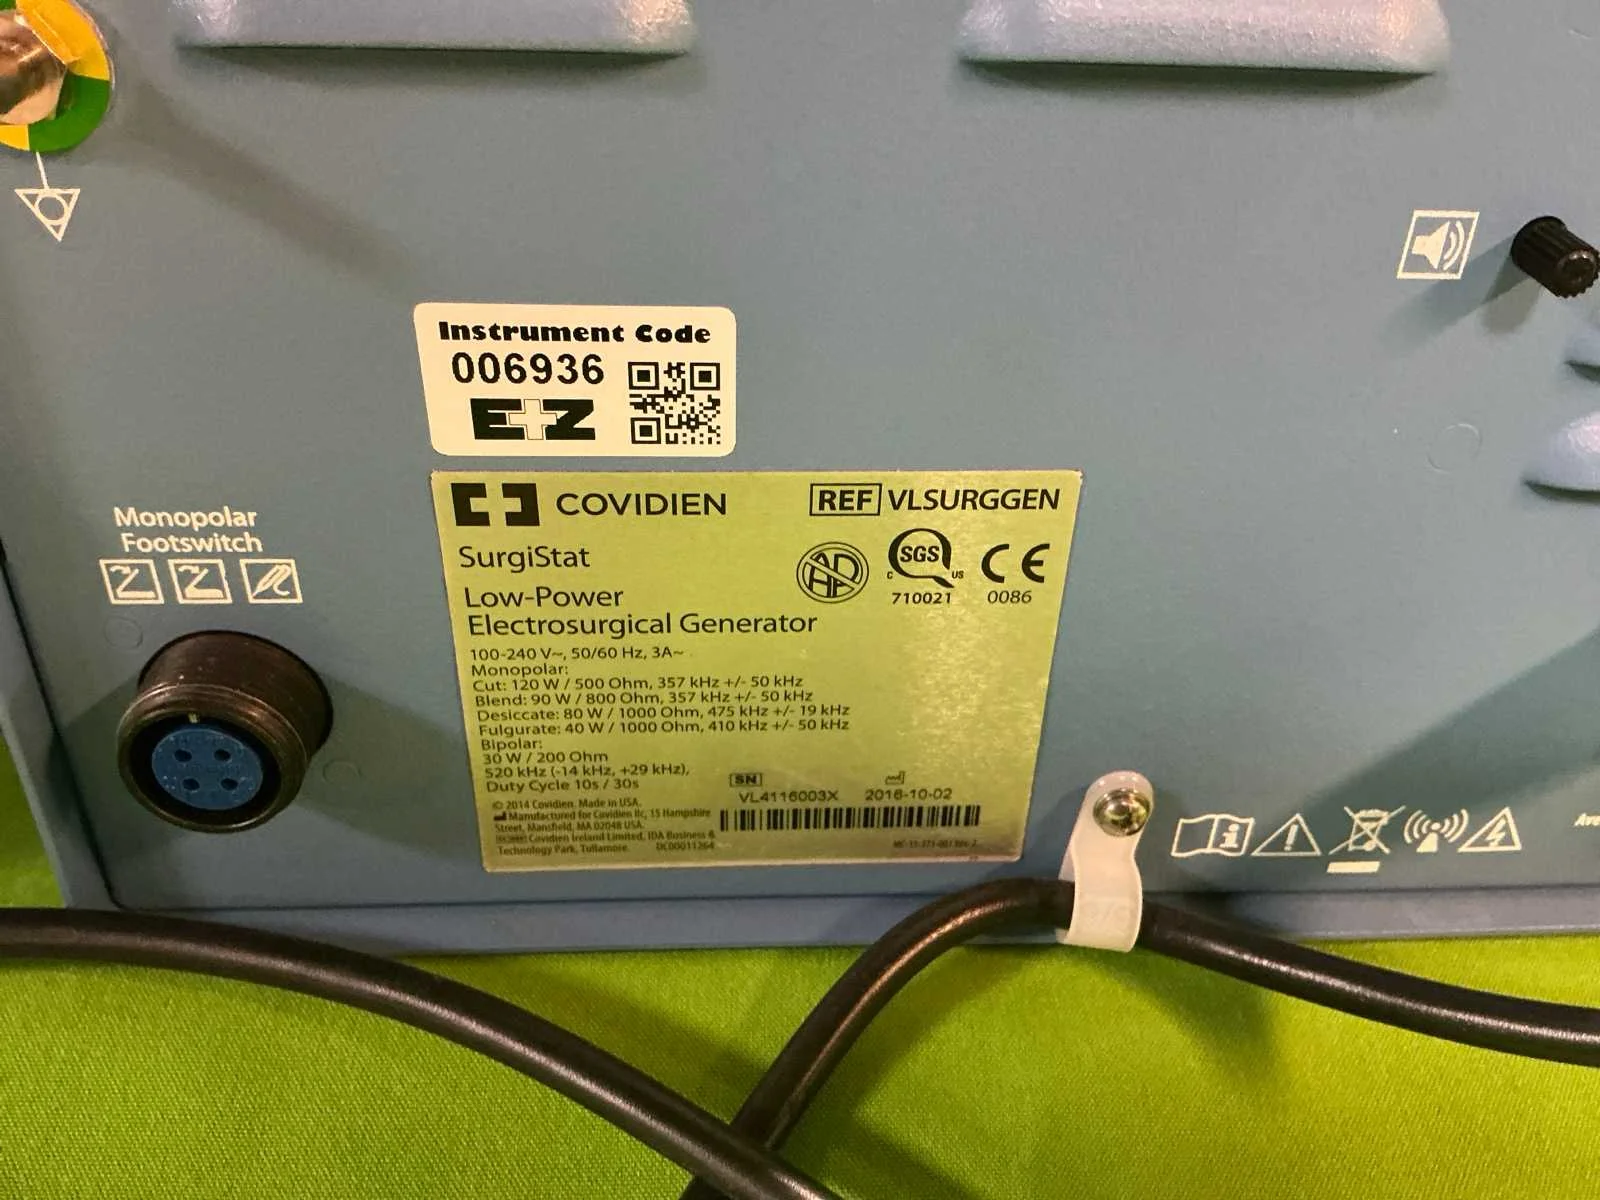 Instrument Code
006936
E+Z
Monopolar
Footswitch
COVIDIEN
REF VLSURGGEN
SurgiStat
Low-Power
Electrosurgical Generator
SGS
C US
710021
CE
0086
100-240 V~, 50/60 Hz, 3A~
Monopolar:
Cut: 120 W / 500 Ohm, 357 kHz +/- 50 kHz
Blend: 90 W / 800 Ohm, 357 kHz +/- 50 kHz
Desiccate: 80 W / 1000 Ohm, 475 kHz +/- 19 kHz
Fulgurate: 40 W / 1000 Ohm, 410 kHz +/- 50 kHz
Bipolar:
30 W / 200 Ohm
520 kHz (-14 kHz, +29 kHz),
Duty Cycle 10s / 30s
SN
VL4116003X 2016-10-02
© 2014 Covidien. Made in USA.
Manufactured for Covidien llc, 15 Hampshire
Street, Mansfield, MA 02048 USA.
Covidien Ireland Limited, IDA Business &
Technology Park, Tullamore. DC00011264